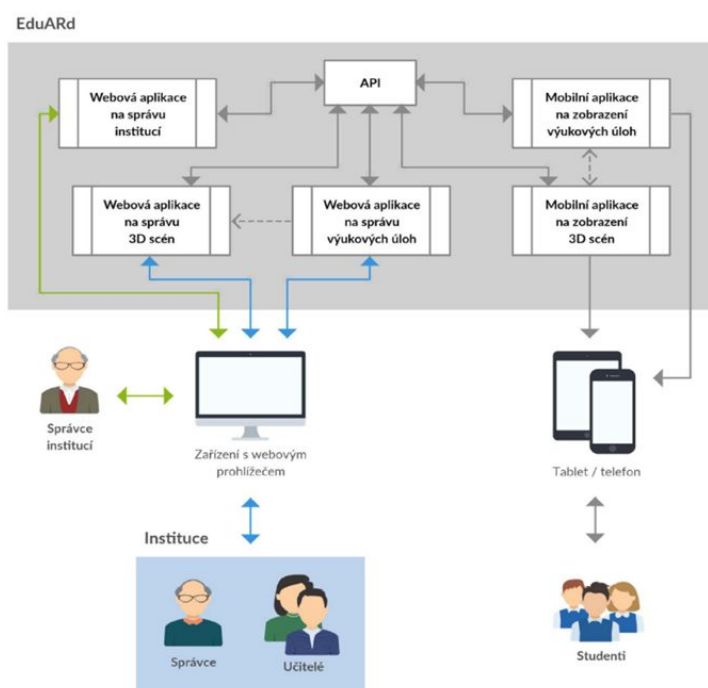 EduARd
API
Webová aplikace
na správu
institucí
Mobilní aplikace
na zobrazení
výukových úloh
Webová aplikace
na správu
3D scén
Webová aplikace
na správu
výukových úloh
Mobilní aplikace
na zobrazení
3D scén
Správce
institucí
Zařízení s webovým
prohlížečem
Tablet / telefon
Instituce
Správce
Učitelé
Studenti